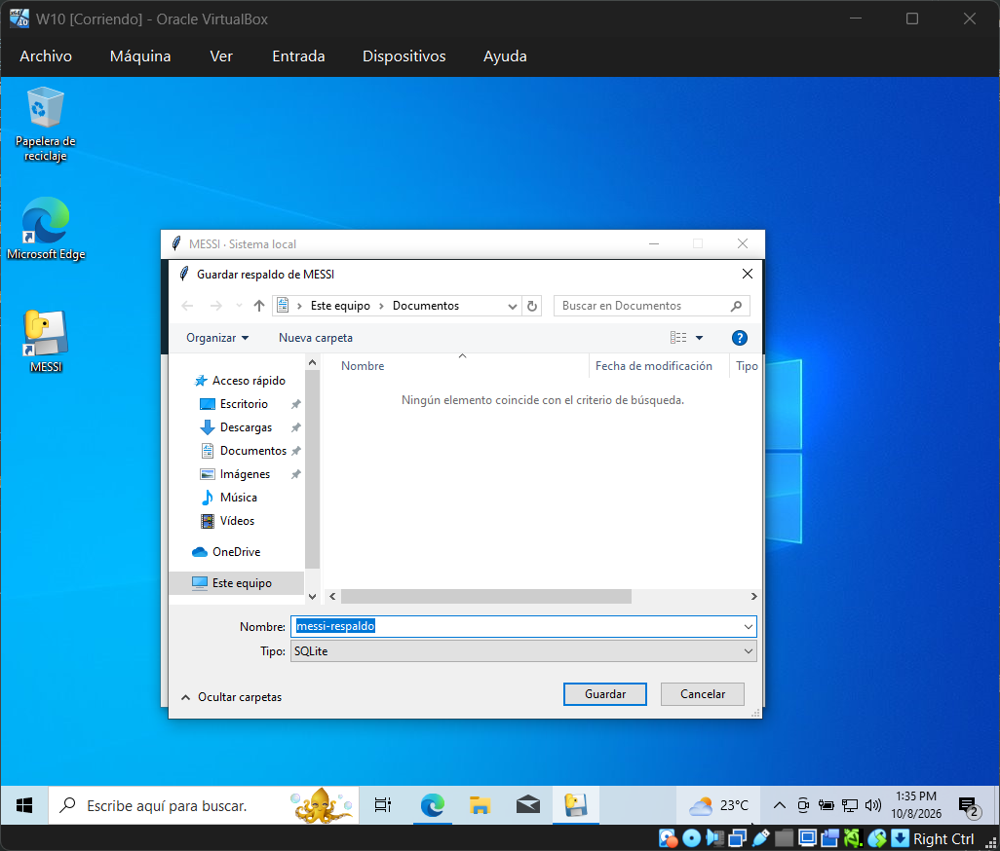 W10 [Corriendo] - Oracle VirtualBox
Archivo Máquina Ver Entrada Dispositivos Ayuda
Papelera de
reciclaje
Microsoft Edge
MESSI
MESSI · Sistema local
Guardar respaldo de MESSI
Este equipo Documentos
Buscar en Documentos
Organizar Nueva carpeta
Nombre Fecha de modificación Tipo
Ningún elemento coincide con el criterio de búsqueda.
Acceso rápido
Escritorio
Descargas
Documentos
Imágenes
Música
Vídeos
OneDrive
Este equipo
Nombre: messi-respaldo
Tipo: SQLite
Ocultar carpetas
Guardar Cancelar
Escribe aquí para buscar.
23°C
1:35 PM
10/8/2026
2
Right Ctrl